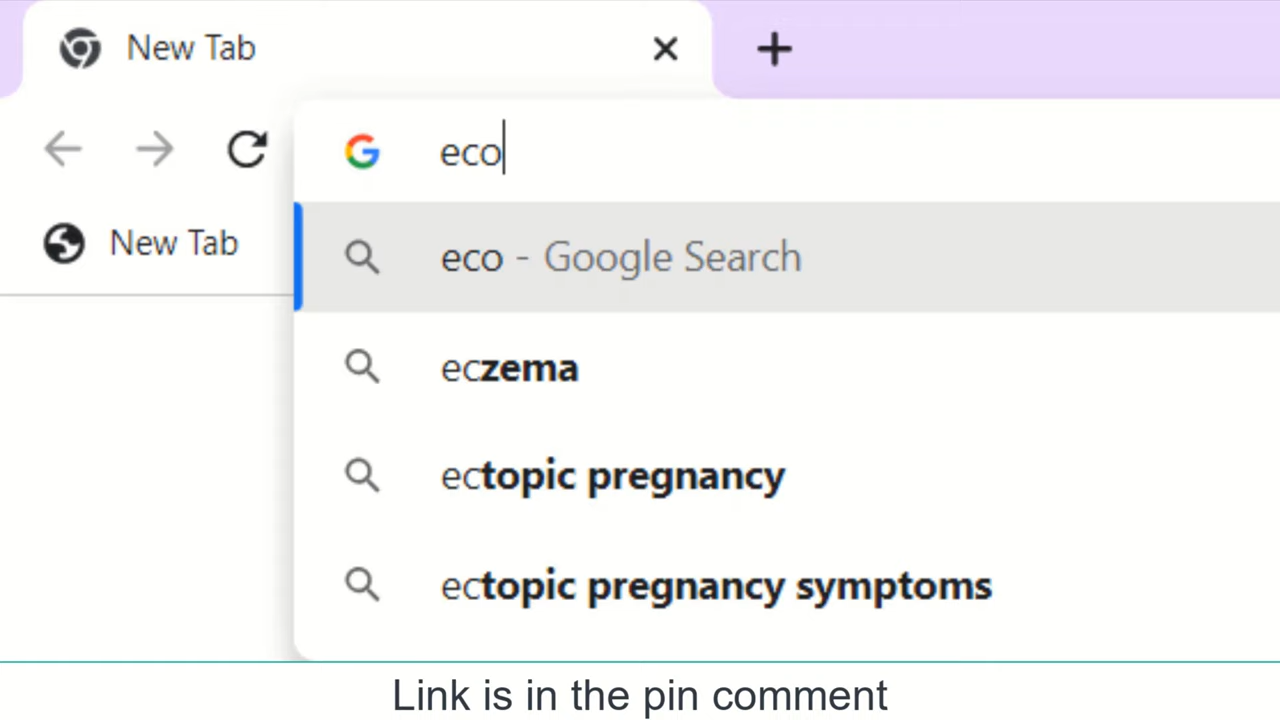 New Tab
eco
New Tab
eco - Google Search
eczema
ectopic pregnancy
ectopic pregnancy symptoms
Link is in the pin comment